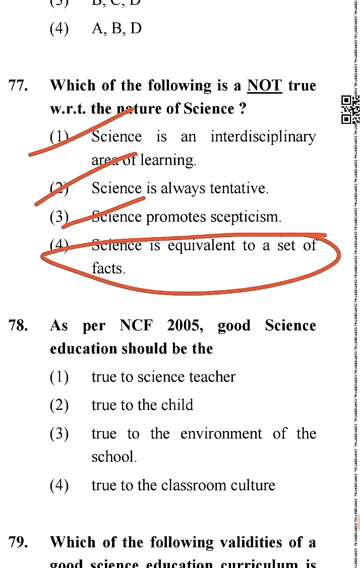 (3) B, C, D
(4) A, B, D
77. Which of the following is a NOT true
w.r.t. the nature of Science ?
(1) Science is an interdisciplinary
area of learning.
(2) Science is always tentative.
(3) Science promotes scepticism.
(4) Science is equivalent to a set of
facts.
78. As per NCF 2005, good Science
education should be the
(1) true to science teacher
(2) true to the child
(3) true to the environment of the
school.
(4) true to the classroom culture
79. Which of the following validities of a
good science education curriculum is